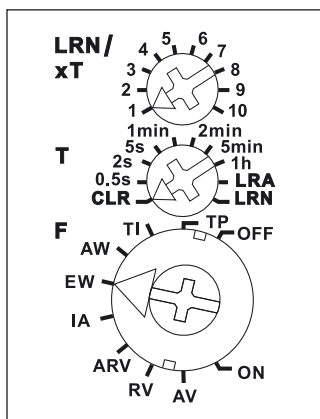 LRN/
xT
1
2
3
4
5
6
7
8
9
10
T
CLR
0.5s
2s
5s
1min
2min
5min
1h
LRA
LRN
F
TI
AW
EW
IA
ARV
RV
AV
ON
OFF
TP